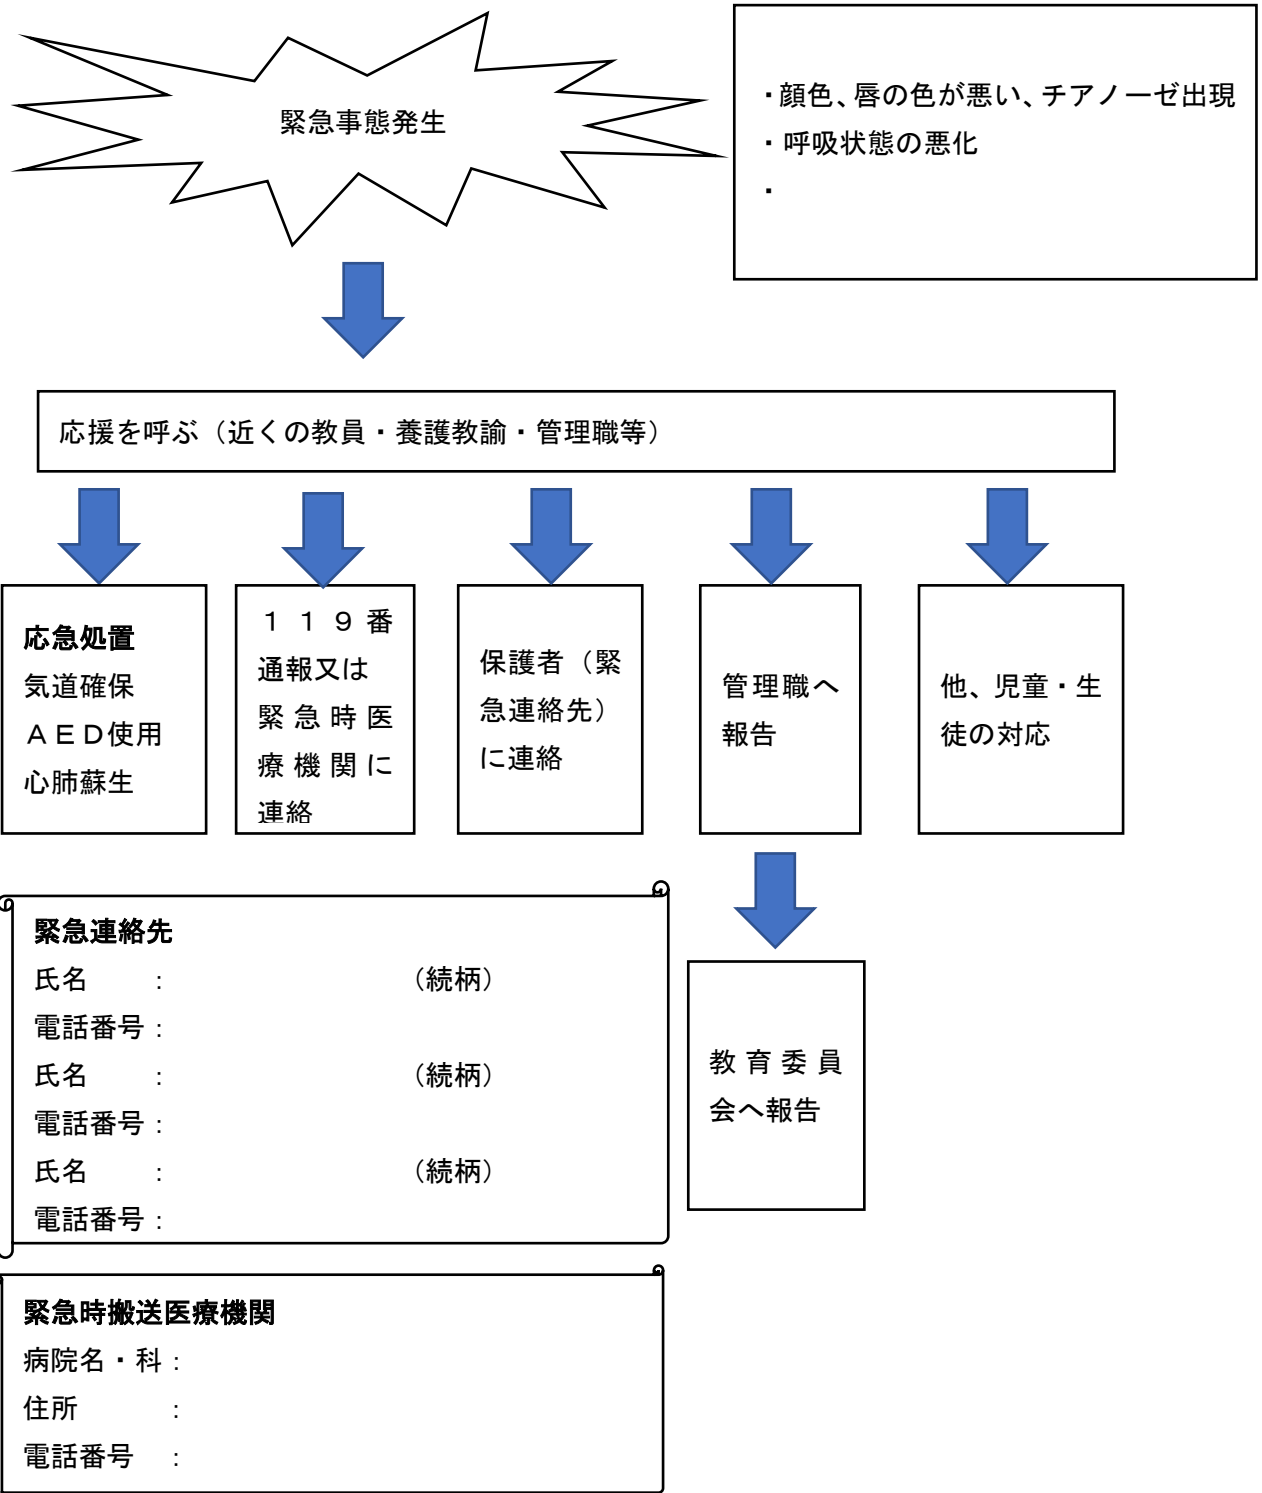 緊急事態発生
・顔色、唇の色が悪い、チアノーゼ出現
・呼吸状態の悪化
・
応援を呼ぶ（近くの教員・養護教諭・管理職等）
応急処置
気道確保
ＡＥＤ使用
心肺蘇生
１１９番
通報又は
緊急時医
療機関に
連絡
保護者（緊
急連絡先）
に連絡
管理職へ
報告
他、児童・生
徒の対応
緊急連絡先
氏名　　：　　　　　　　　　（続柄）
電話番号：
氏名　　：　　　　　　　　　（続柄）
電話番号：
氏名　　：　　　　　　　　　（続柄）
電話番号：
教育委員
会へ報告
緊急時搬送医療機関
病院名・科：
住所　　　：
電話番号　：